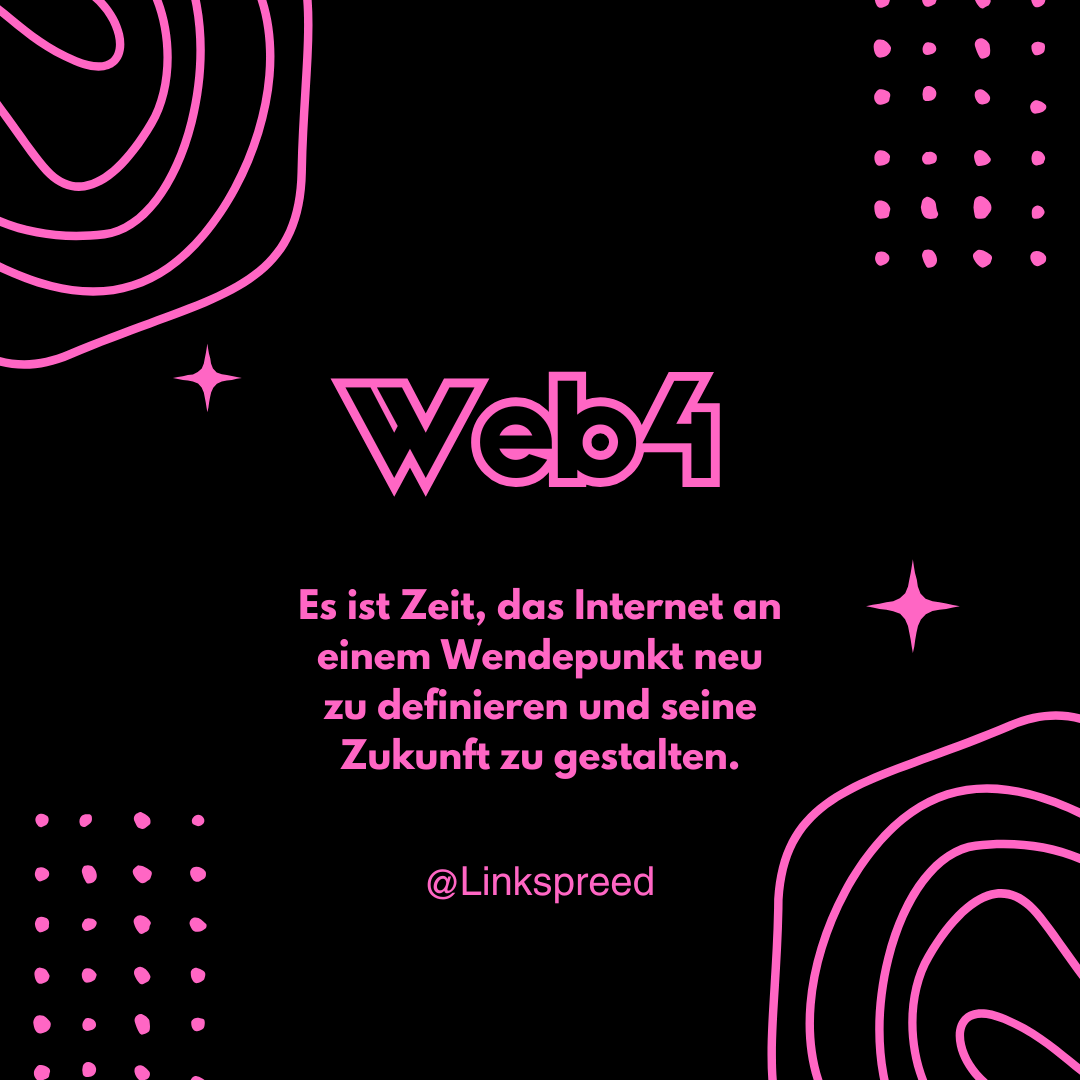 Web4
Es ist Zeit, das Internet an
einem Wendepunkt neu
zu definieren und seine
Zukunft zu gestalten.
@Linkspreed